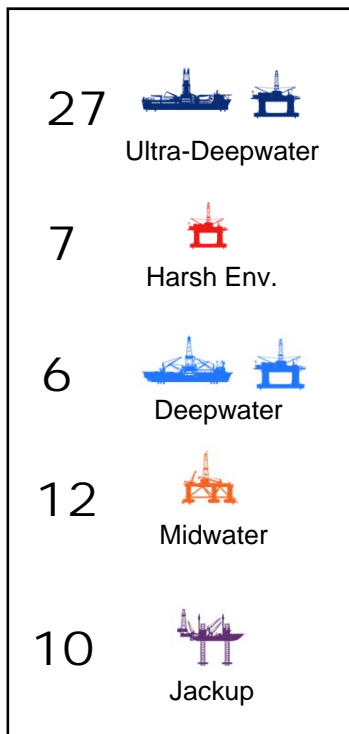 27
Ultra-Deepwater
7
Harsh Env.
6
Deepwater
12
Midwater
10
Jackup